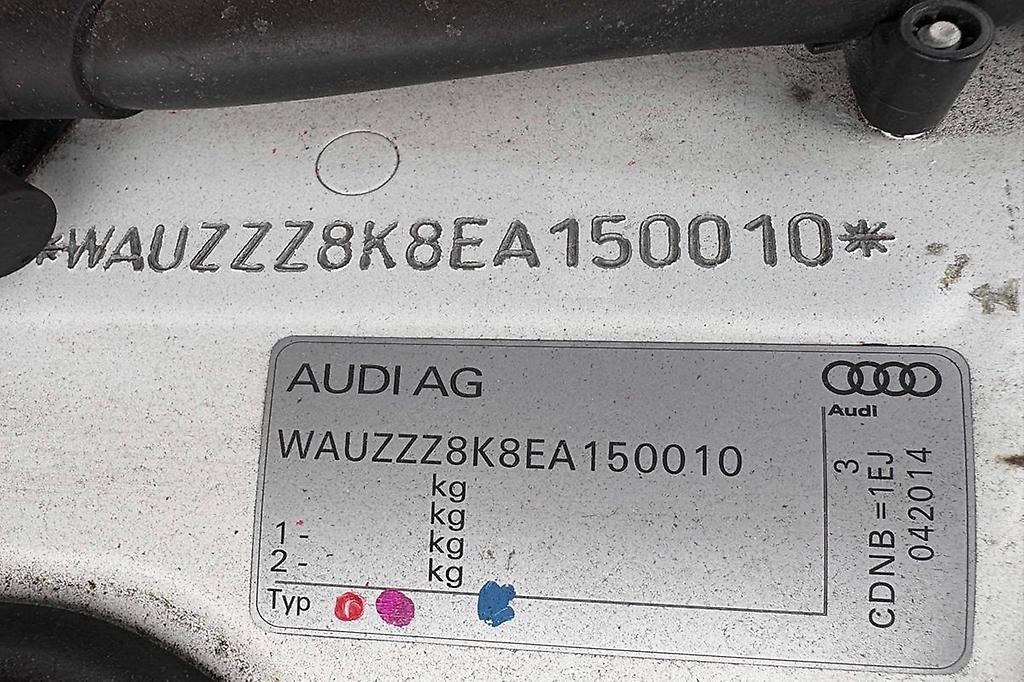 *WAUZZZ8K8EA150010*
AUDI AG
Audi
WAUZZZ8K8EA150010
kg
kg
1 - kg
2 - kg
Typ
3
CDNB =1EJ
042014